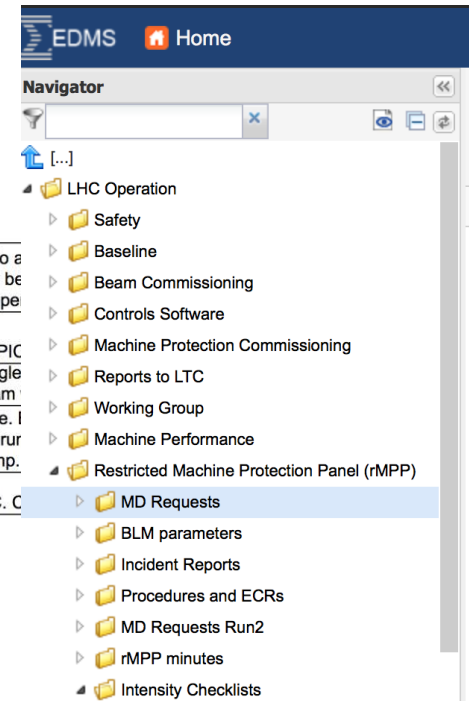 EDMS Home
Navigator
[...]
LHC Operation
Safety
Baseline
Beam Commissioning
Controls Software
Machine Protection Commissioning
Reports to LTC
Working Group
Machine Performance
Restricted Machine Protection Panel (rMPP)
MD Requests
BLM parameters
Incident Reports
Procedures and ECRs
MD Requests Run2
rMPP minutes
Intensity Checklists